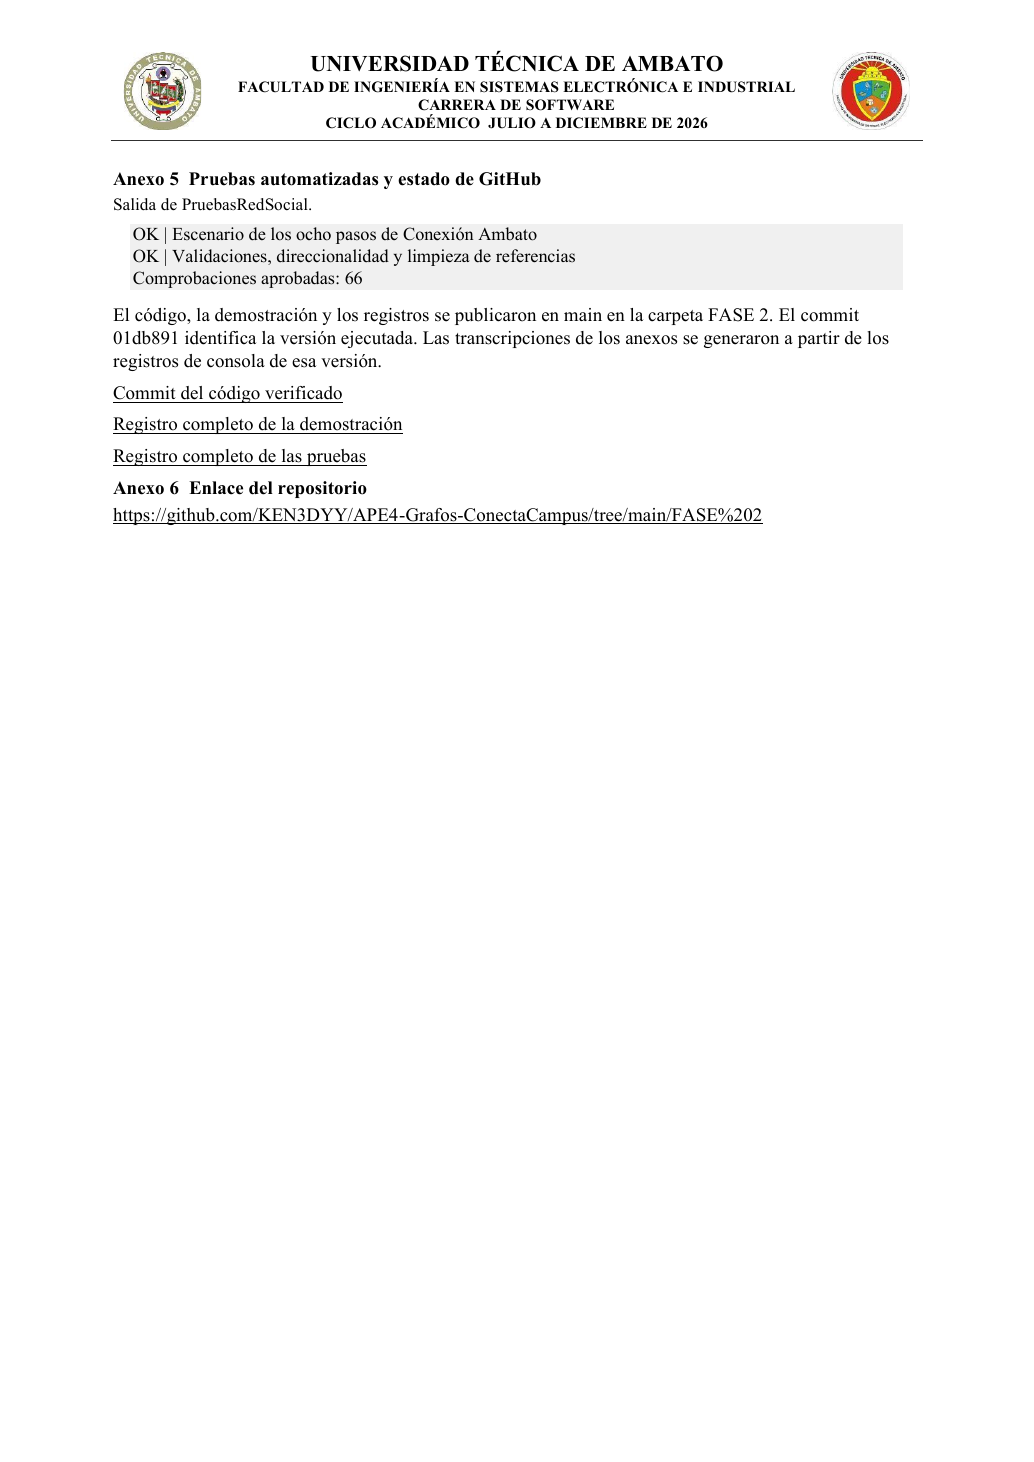 UNIVERSIDAD TÉCNICA DE AMBATO
FACULTAD DE INGENIERÍA EN SISTEMAS ELECTRÓNICA E INDUSTRIAL
CARRERA DE SOFTWARE
CICLO ACADÉMICO JULIO A DICIEMBRE DE 2026
Anexo 5 Pruebas automatizadas y estado de GitHub
Salida de PruebasRedSocial.
OK | Escenario de los ocho pasos de Conexión Ambato
OK | Validaciones, direccionalidad y limpieza de referencias
Comprobaciones aprobadas: 66
El código, la demostración y los registros se publicaron en main en la carpeta FASE 2. El commit
01db891 identifica la versión ejecutada. Las transcripciones de los anexos se generaron a partir de los
registros de consola de esa versión.
Commit del código verificado
Registro completo de la demostración
Registro completo de las pruebas
Anexo 6 Enlace del repositorio
https://github.com/KEN3DYY/APE4-Grafos-ConectaCampus/tree/main/FASE%202